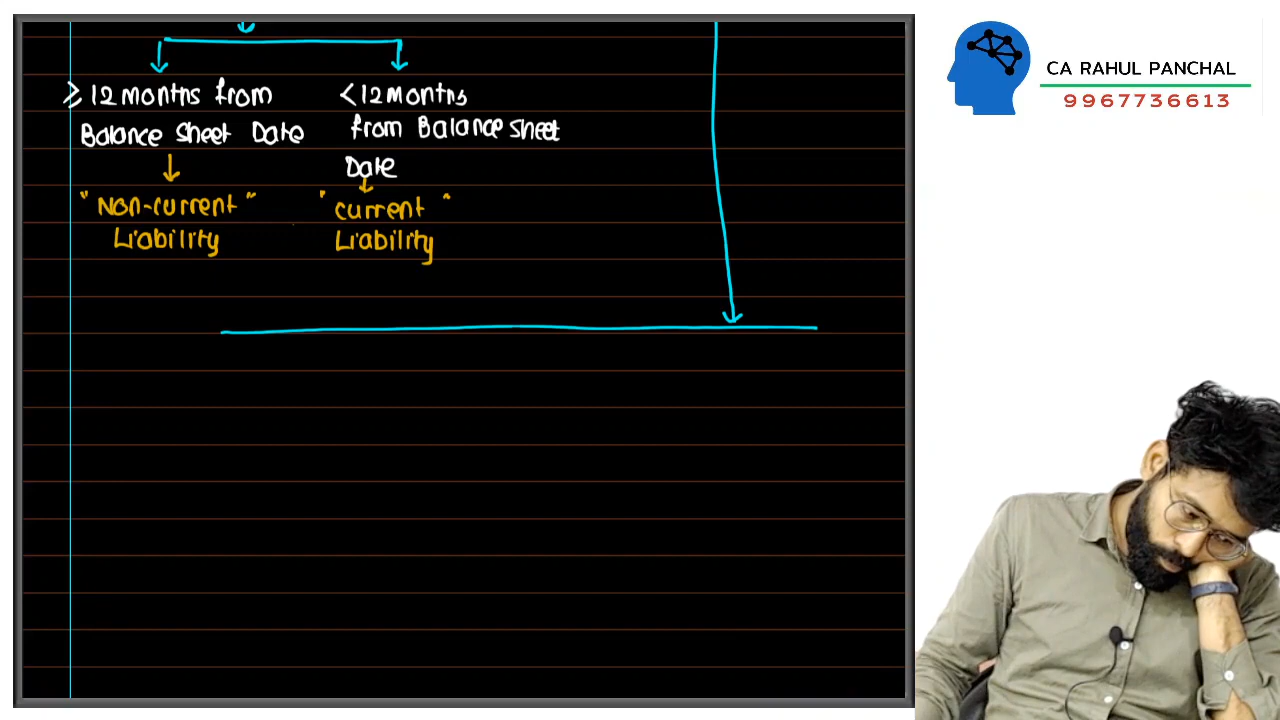 ≥ 12 months from
Balance sheet Date
"Non-current"
Liability
< 12 months
from Balance sheet
Date
"current"
Liability
CA RAHUL PANCHAL
9967736613